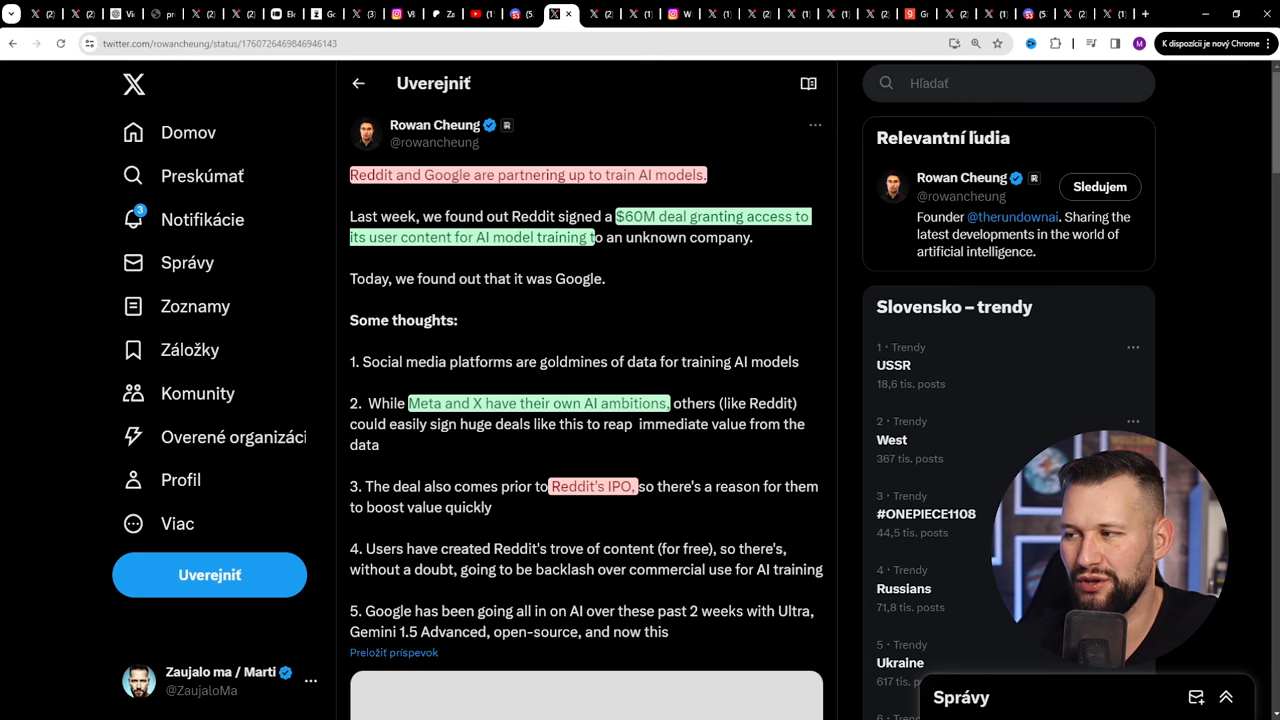 twitter.com/rowancheung/status/1760726469846946143
K dispozícii je nový Chrome
Domov
Preskúmať
3
Notifikácie
Správy
Zoznamy
Záložky
Komunity
Overené organizáci
Profil
Viac
Uverejniť
Zaujalo ma / Marti
@ZaujaloMa
Uverejniť
Rowan Cheung
@rowancheung
Reddit and Google are partnering up to train AI models.
Last week, we found out Reddit signed a $60M deal granting access to
its user content for AI model training to an unknown company.
Today, we found out that it was Google.
Some thoughts:
1. Social media platforms are goldmines of data for training AI models
2.  While Meta and X have their own AI ambitions, others (like Reddit)
could easily sign huge deals like this to reap  immediate value from the
data
3. The deal also comes prior to Reddit's IPO, so there's a reason for them
to boost value quickly
4. Users have created Reddit's trove of content (for free), so there's,
without a doubt, going to be backlash over commercial use for AI training
5. Google has been going all in on AI over these past 2 weeks with Ultra,
Gemini 1.5 Advanced, open-source, and now this
Preložiť príspevok
Hľadať
Relevantní ľudia
Rowan Cheung
@rowancheung
Sledujem
Founder @therundownai. Sharing the
latest developments in the world of
artificial intelligence.
Slovensko – trendy
1 · Trendy
USSR
18,6 tis. posts
2 · Trendy
West
367 tis. posts
3 · Trendy
#ONEPIECE1108
44,5 tis. posts
4 · Trendy
Russians
71,8 tis. posts
5 · Trendy
Ukraine
617 tis. posts
Správy